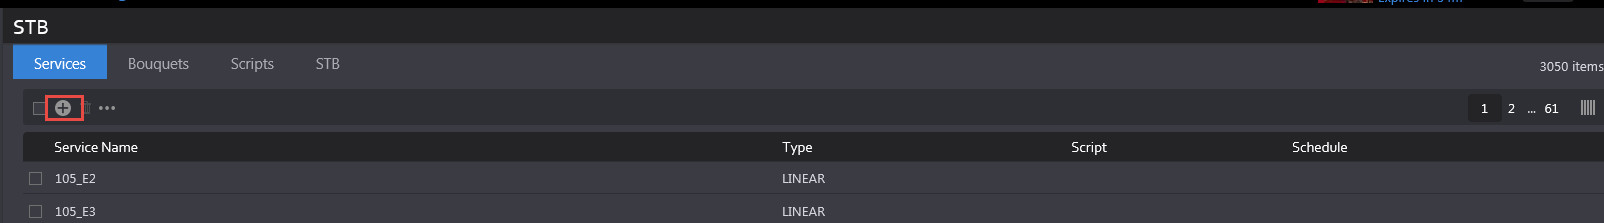 STB
Services Bouquets Scripts STB
3050 items
1 2 ... 61
Service Name Type Script Schedule
105_E2 LINEAR
105_E3 LINEAR